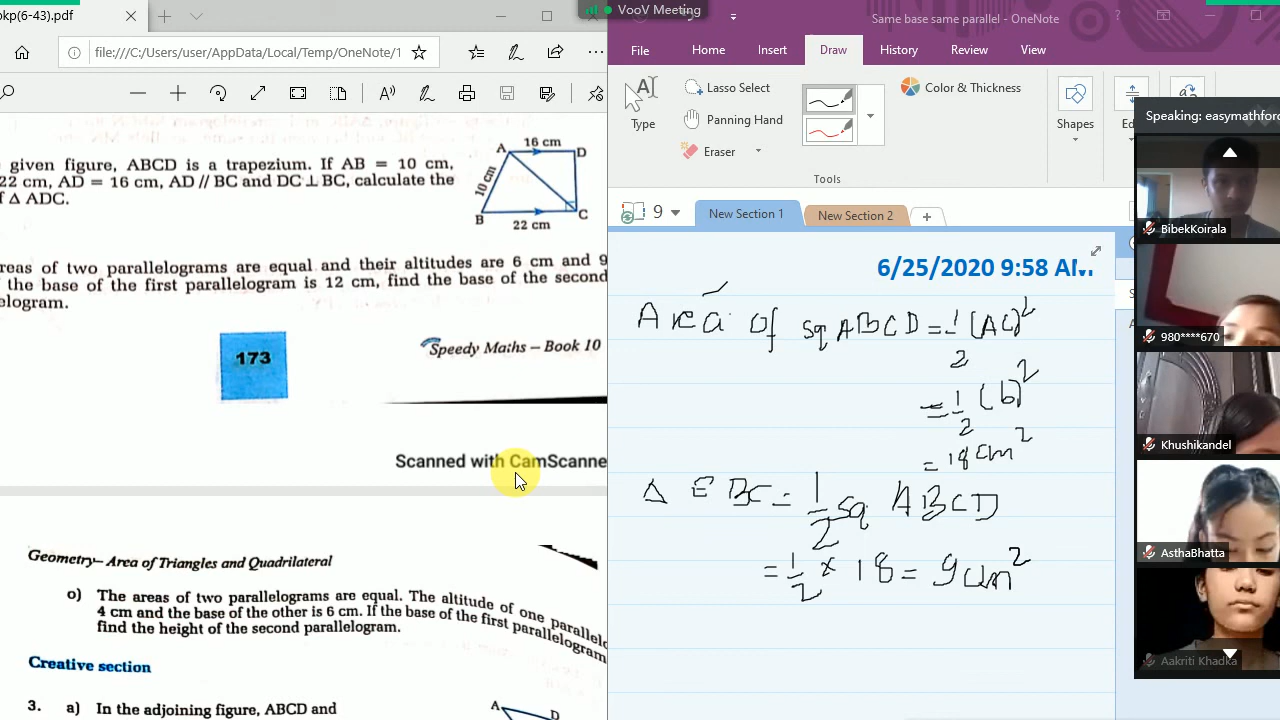 okp(6-43).pdf
VooV Meeting
Same base same parallel - OneNote
file:///C:/Users/user/AppData/Local/Temp/OneNote/1
File Home Insert Draw History Review View
Type
Lasso Select
Panning Hand
Eraser
Color & Thickness
Shapes
Tools
Speaking: easymathforc
given figure, ABCD is a trapezium. If AB = 10 cm,
22 cm, AD = 16 cm, AD // BC and DC ⊥ BC, calculate the
f Δ ADC.
16 cm
A D
10 cm
B C
22 cm
reas of two parallelograms are equal and their altitudes are 6 cm and 9
the base of the first parallelogram is 12 cm, find the base of the second
elogram.
173
Speedy Maths – Book 10
Scanned with CamScanne
Geometry– Area of Triangles and Quadrilateral
o) The areas of two parallelograms are equal. The altitude of one parallel
4 cm and the base of the other is 6 cm. If the base of the first parallelogram
find the height of the second parallelogram.
Creative section
3. a) In the adjoining figure, ABCD and
A D
9 New Section 1 New Section 2 +
6/25/2020 9:58 AM
Area of sq ABCD = 1/2 (AC)²
= 1/2 (6)²
= 18 cm²
Δ EBC = 1/2 sq ABCD
= 1/2 × 18 = 9 cm²
BibekKoirala
980****670
Khushikandel
AsthaBhatta
Aakriti Khadka